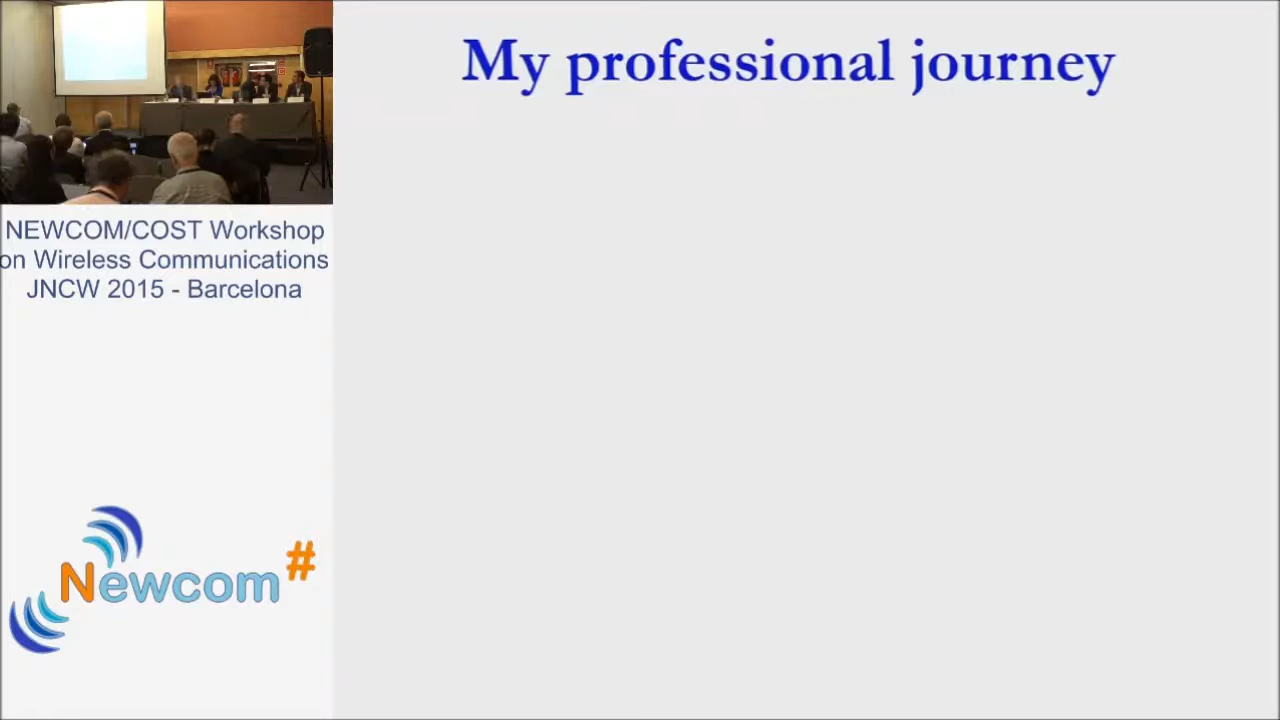 My professional journey
NEWCOM/COST Workshop
on Wireless Communications
JNCW 2015 - Barcelona
Newcom#